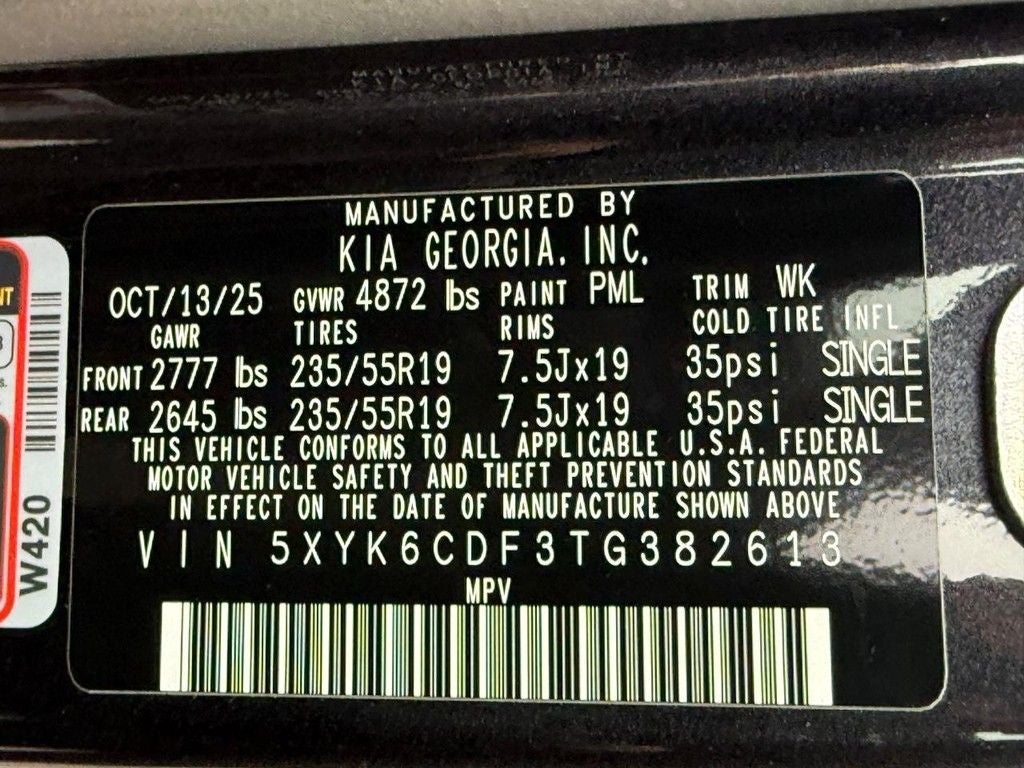 MANUFACTURED BY
KIA GEORGIA, INC.
OCT/13/25 GVWR 4872 lbs PAINT PML TRIM WK
GAWR TIRES RIMS COLD TIRE INFL
FRONT 2777 lbs 235/55R19 7.5Jx19 35psi SINGLE
REAR 2645 lbs 235/55R19 7.5Jx19 35psi SINGLE
THIS VEHICLE CONFORMS TO ALL APPLICABLE U.S.A. FEDERAL
MOTOR VEHICLE SAFETY AND THEFT PREVENTION STANDARDS
IN EFFECT ON THE DATE OF MANUFACTURE SHOWN ABOVE
VIN 5XYK6CDF3TG382613
MPV
W420